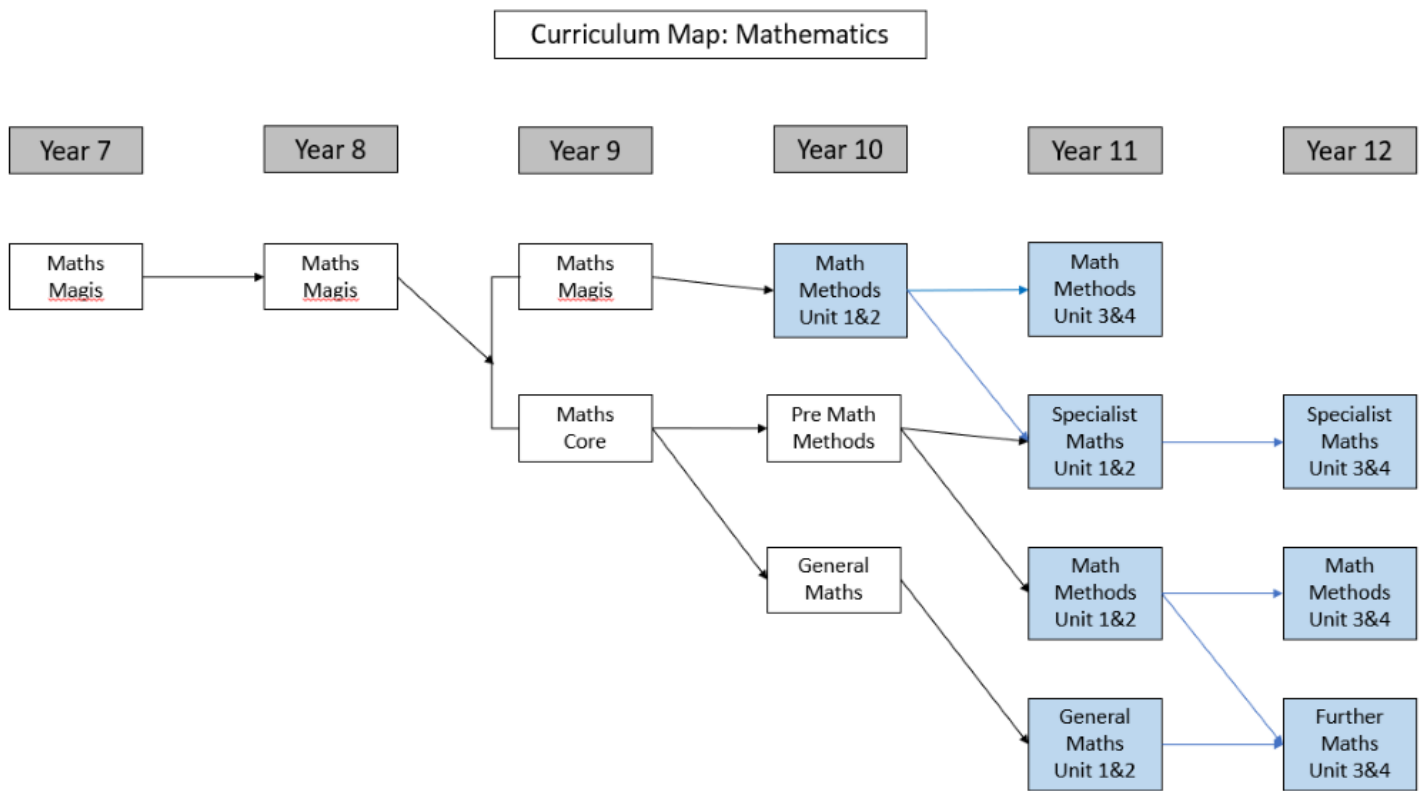 Curriculum Map: Mathematics
Year 7
Year 8
Year 9
Year 10
Year 11
Year 12
Maths
Magis
Maths
Magis
Maths
Magis
Math
Methods
Unit 1&2
Math
Methods
Unit 3&4
Maths
Core
Pre Math
Methods
Specialist
Maths
Unit 1&2
Specialist
Maths
Unit 3&4
General
Maths
Math
Methods
Unit 1&2
Math
Methods
Unit 3&4
General
Maths
Unit 1&2
Further
Maths
Unit 3&4